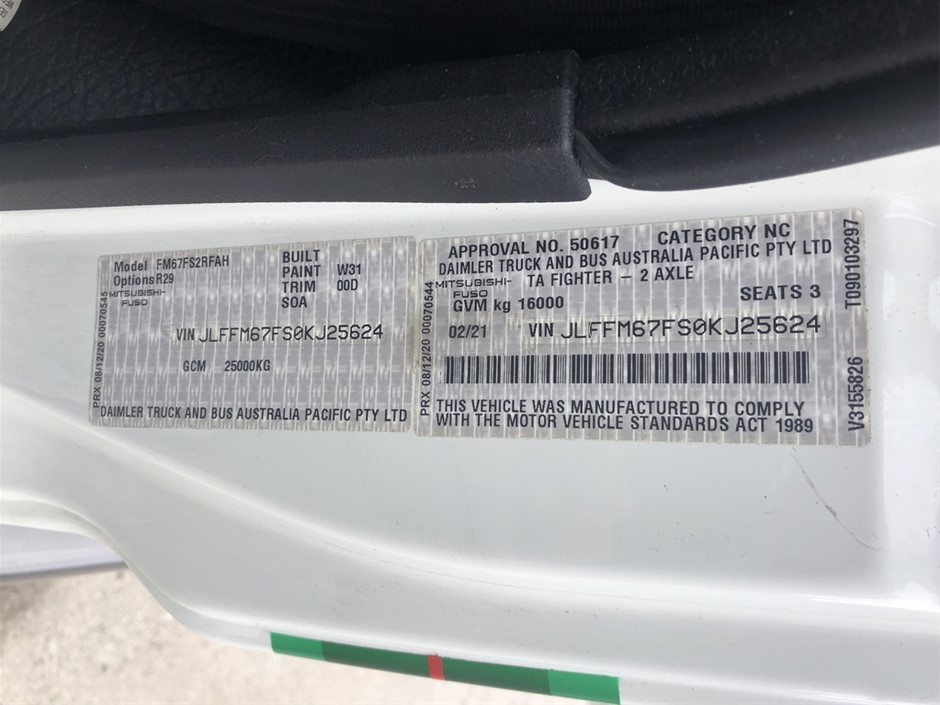 Model FM67FS2RFAH
Options R29
MITSUBISHI-
FUSO
BUILT
PAINT W31
TRIM 00D
SOA
VIN JLFFM67FS0KJ25624
GCM 25000KG
DAIMLER TRUCK AND BUS AUSTRALIA PACIFIC PTY LTD
PRX 08/12/20 00070545
APPROVAL NO. 50617 CATEGORY NC
DAIMLER TRUCK AND BUS AUSTRALIA PACIFIC PTY LTD
MITSUBISHI-
FUSO
TA FIGHTER - 2 AXLE
GVM kg 16000 SEATS 3
02/21 VIN JLFFM67FS0KJ25624
THIS VEHICLE WAS MANUFACTURED TO COMPLY
WITH THE MOTOR VEHICLE STANDARDS ACT 1989
PRX 08/12/20 00070544
V3155826 T090103297